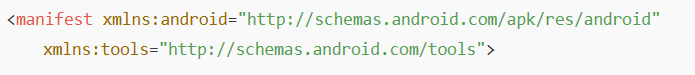 <manifest xmlns:android="http://schemas.android.com/apk/res/android"
xmlns:tools="http://schemas.android.com/tools">